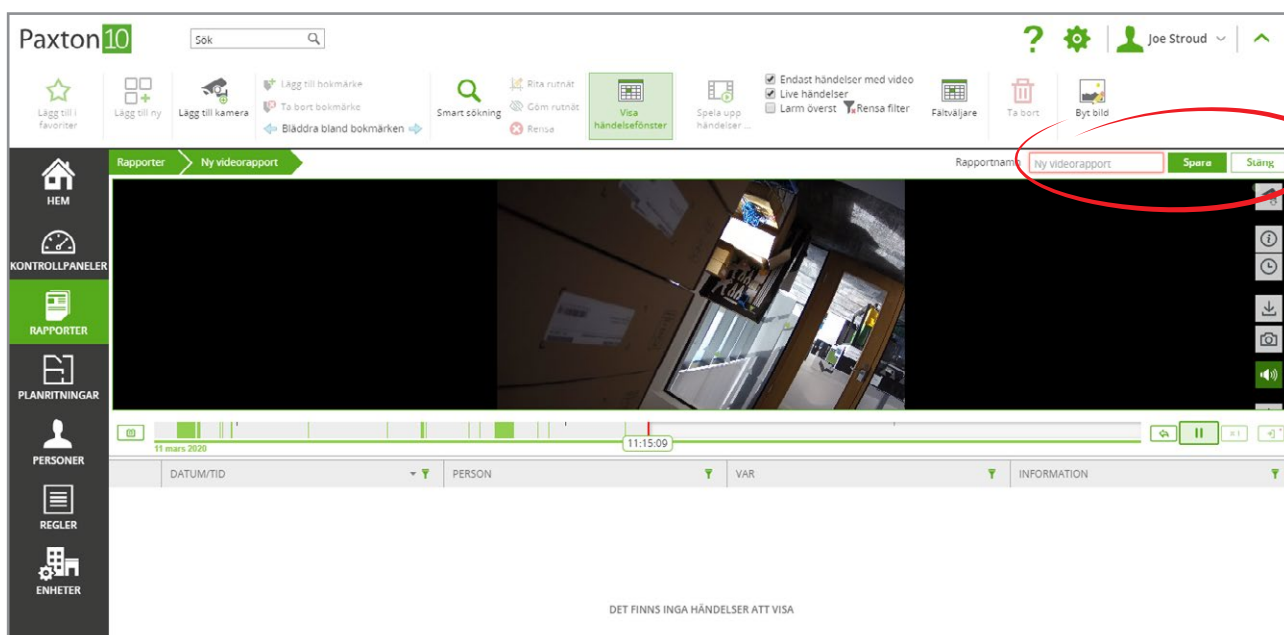 Paxton10
Sök
Joe Stroud
Lägg till i
favoriter
Lägg till ny
Lägg till kamera
Lägg till bokmärke
Ta bort bokmärke
Bläddra bland bokmärken
Smart sökning
Rita rutnät
Göm rutnät
Rensa
Visa
händelsefönster
Spela upp
händelser ...
Endast händelser med video
Live händelser
Larm överst Rensa filter
Fältväljare
Ta bort
Byt bild
Rapporter
Ny videorapport
Rapportnamn Ny videorapport
Spara
Stäng
HEM
KONTROLLPANELER
RAPPORTER
PLANRITNINGAR
PERSONER
REGLER
ENHETER
11 mars 2020
11:15:09
x1
DATUM/TID
PERSON
VAR
INFORMATION
DET FINNS INGA HÄNDELSER ATT VISA